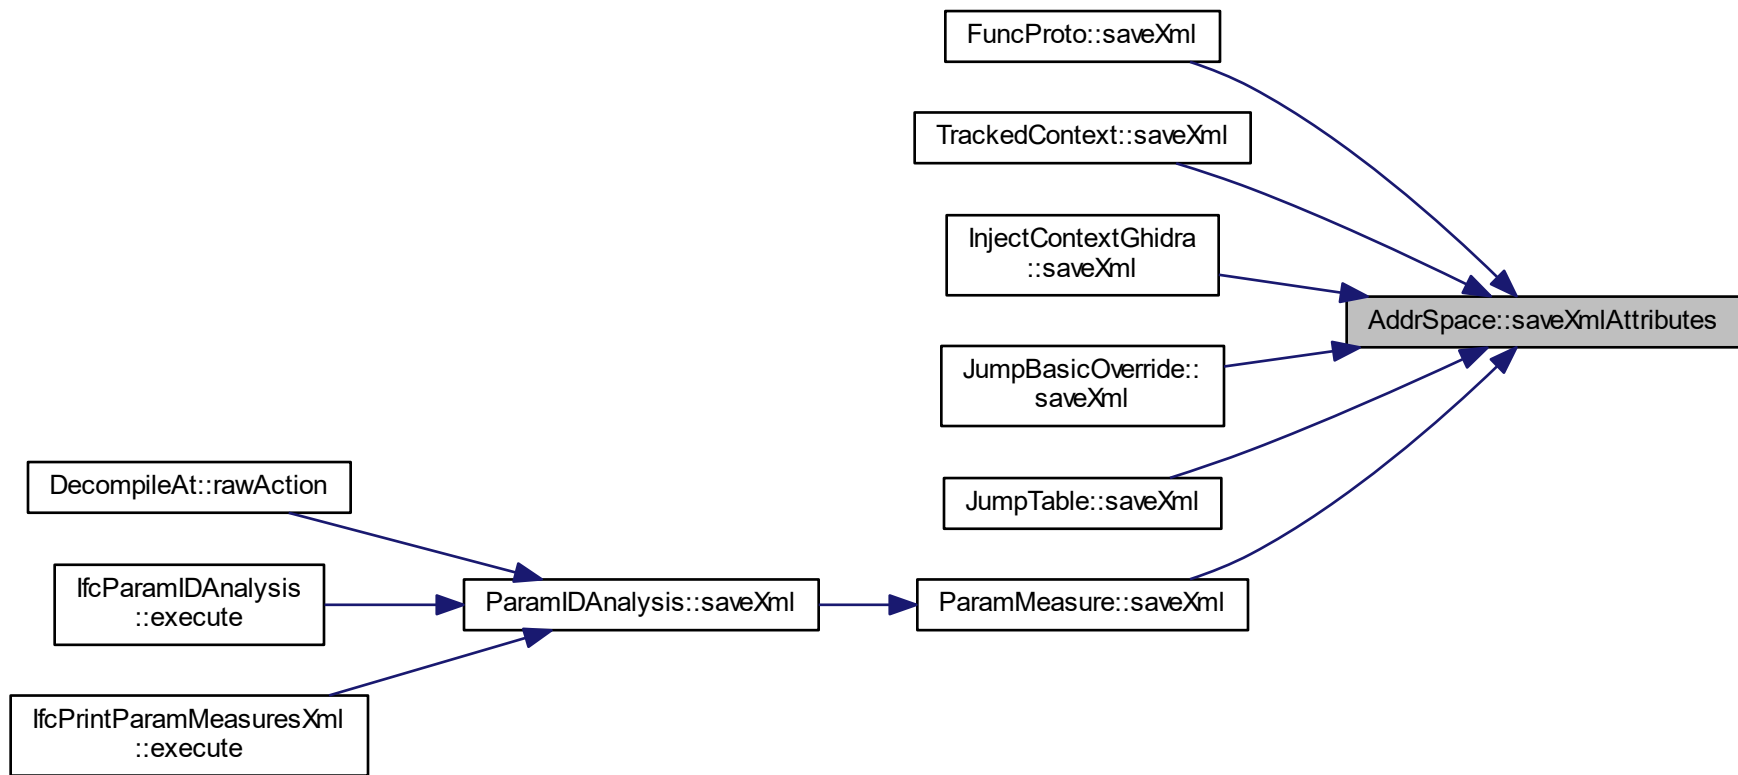 FuncProto::saveXml
TrackedContext::saveXml
InjectContextGhidra
::saveXml
AddrSpace::saveXmlAttributes
JumpBasicOverride::
saveXml
DecompileAt::rawAction
JumpTable::saveXml
IfcParamIDAnalysis
::execute
ParamIDAnalysis::saveXml
ParamMeasure::saveXml
IfcPrintParamMeasuresXml
::execute